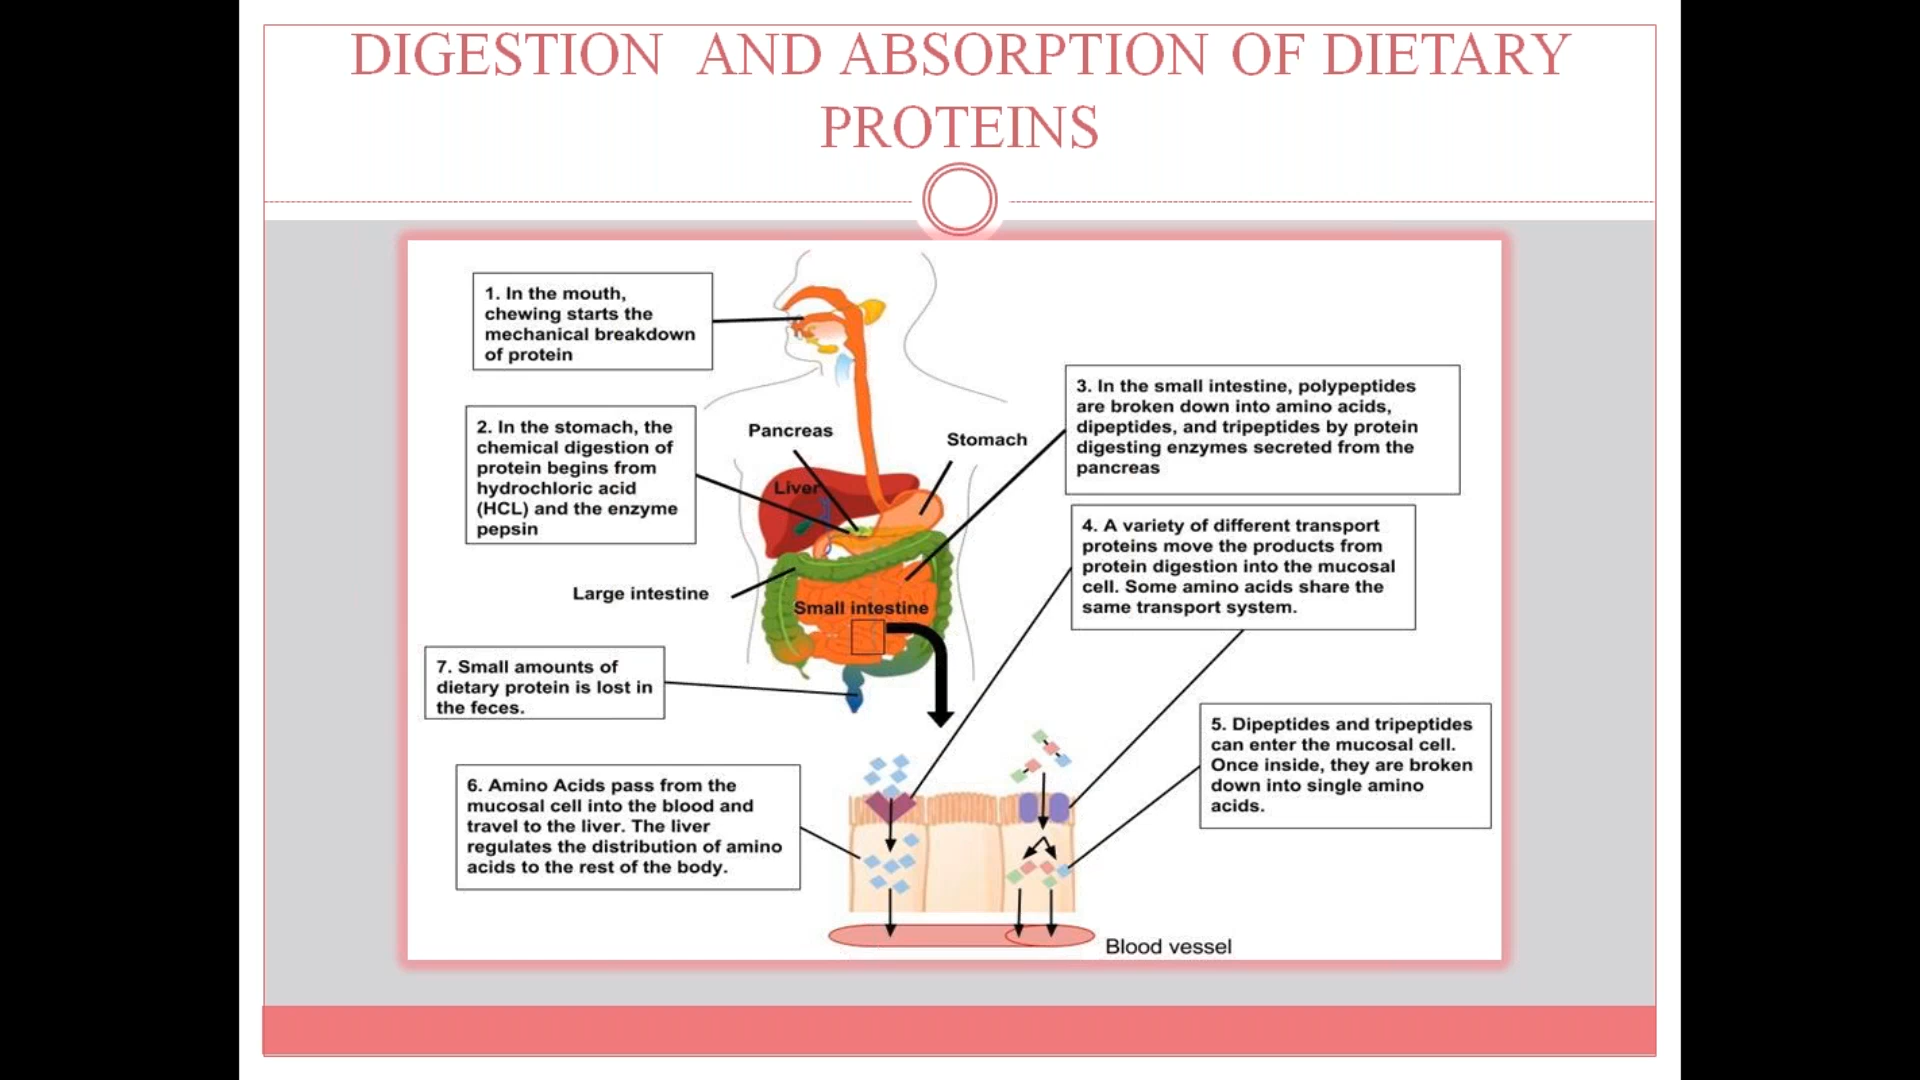 DIGESTION AND ABSORPTION OF DIETARY
PROTEINS
1. In the mouth,
chewing starts the
mechanical breakdown
of protein
2. In the stomach, the
chemical digestion of
protein begins from
hydrochloric acid
(HCL) and the enzyme
pepsin
Pancreas
Stomach
Liver
3. In the small intestine, polypeptides
are broken down into amino acids,
dipeptides, and tripeptides by protein
digesting enzymes secreted from the
pancreas
4. A variety of different transport
proteins move the products from
protein digestion into the mucosal
cell. Some amino acids share the
same transport system.
Large intestine
Small intestine
7. Small amounts of
dietary protein is lost in
the feces.
5. Dipeptides and tripeptides
can enter the mucosal cell.
Once inside, they are broken
down into single amino
acids.
6. Amino Acids pass from the
mucosal cell into the blood and
travel to the liver. The liver
regulates the distribution of amino
acids to the rest of the body.
Blood vessel